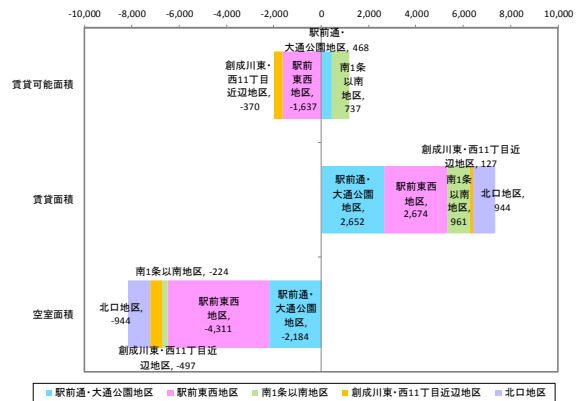 -10,000 -8,000 -6,000 -4,000 -2,000 0 2,000 4,000 6,000 8,000 10,000
駅前通・
大通公園地区, 468
賃貸可能面積
創成川東・
西11丁目
近辺地区,
-370
駅前
東西
地区,
-1,637
南1条
以南
地区,
737
創成川東・西11丁目近
辺地区, 127
賃貸面積
駅前通・
大通公園
地区,
2,652
駅前東西
地区,
2,674
南1条
以南
地区,
961
北口地区,
944
南1条以南地区, -224
空室面積
北口地区,
-944
駅前東西
地区,
-4,311
駅前通・
大通公園
地区,
-2,184
創成川東・西11丁目近
辺地区, -497
駅前通・大通公園地区 駅前東西地区 南1条以南地区 創成川東・西11丁目近辺地区 北口地区